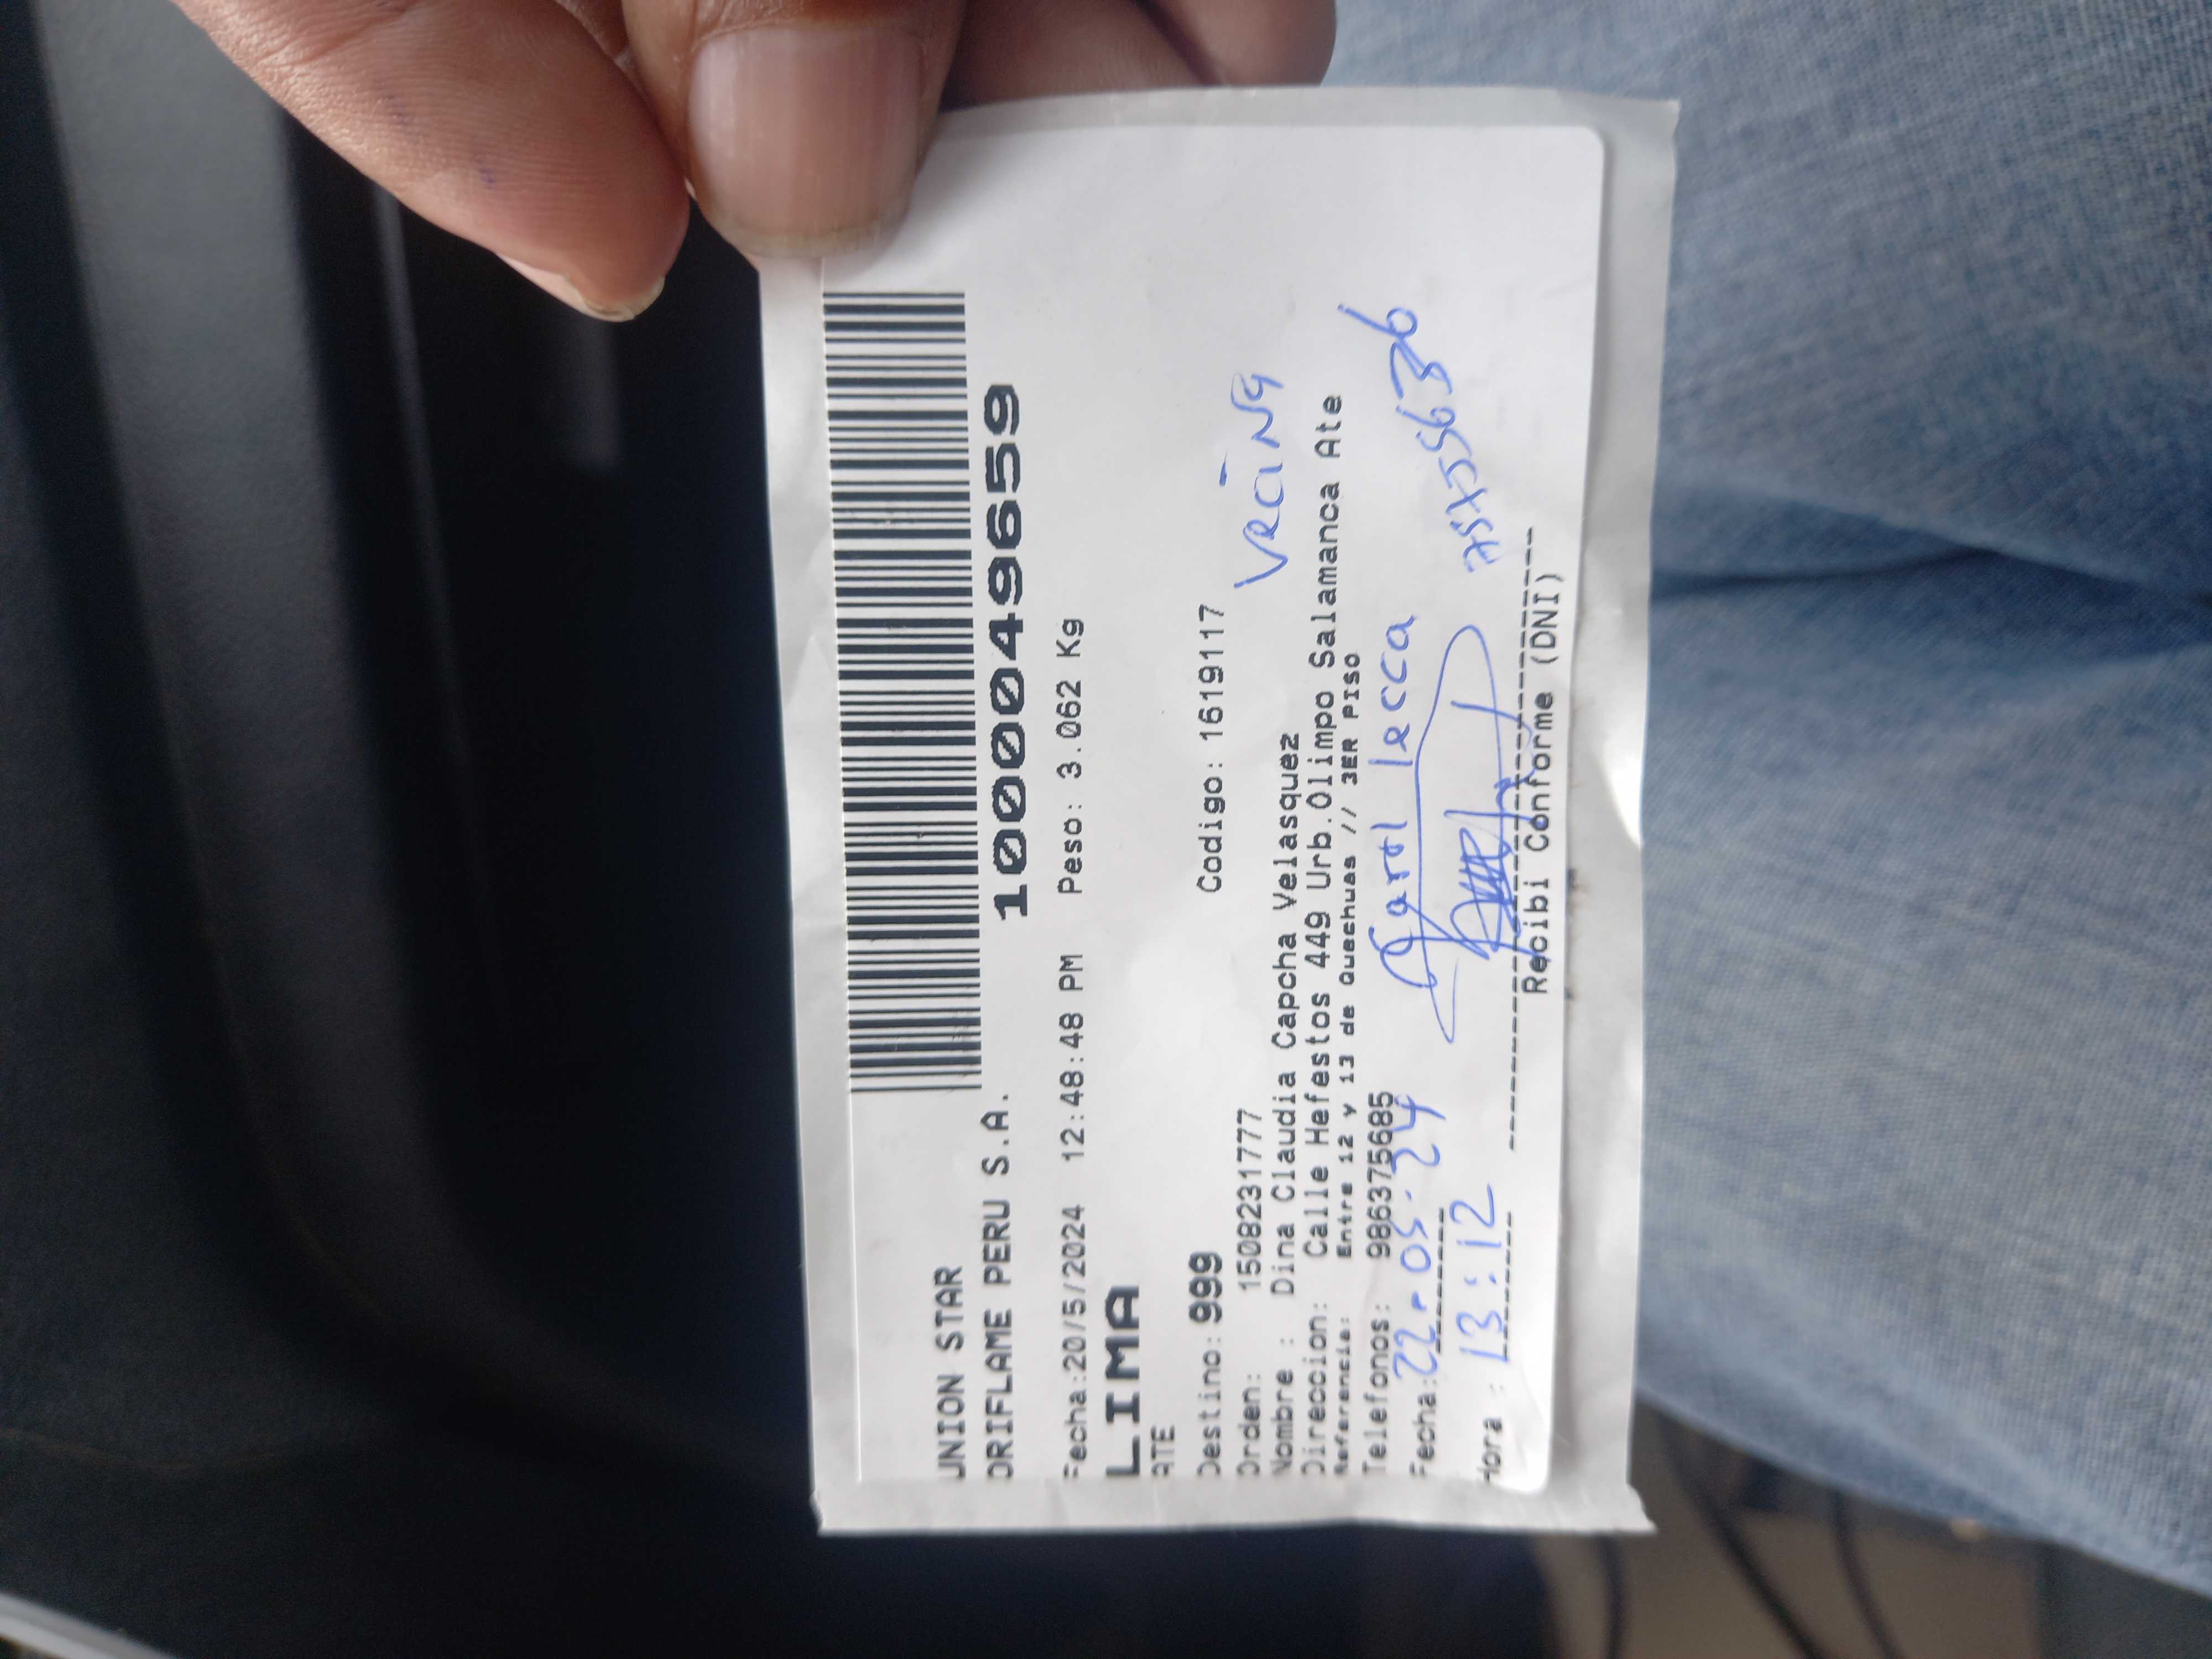 UNION STAR
ORIFLAME PERU S.A.
10000049659
Fecha:20/5/2024 12:48:48 PM Peso: 3.062 Kg
LIMA
ATE
Destino: 999 Codigo: 1619117
Orden: 1508231777
vecina
Nombre : Dina Claudia Capcha Velasquez
Direccion: Calle Hefestos 449 Urb.Olimpo Salamanca Ate
Referencia: Entre 12 y 13 de Quechuas // 3ER PISO
Telefonos: 986375685
Fecha: 22-05-24 lecca
Hora : 13:12
Recibi Conforme (DNI)